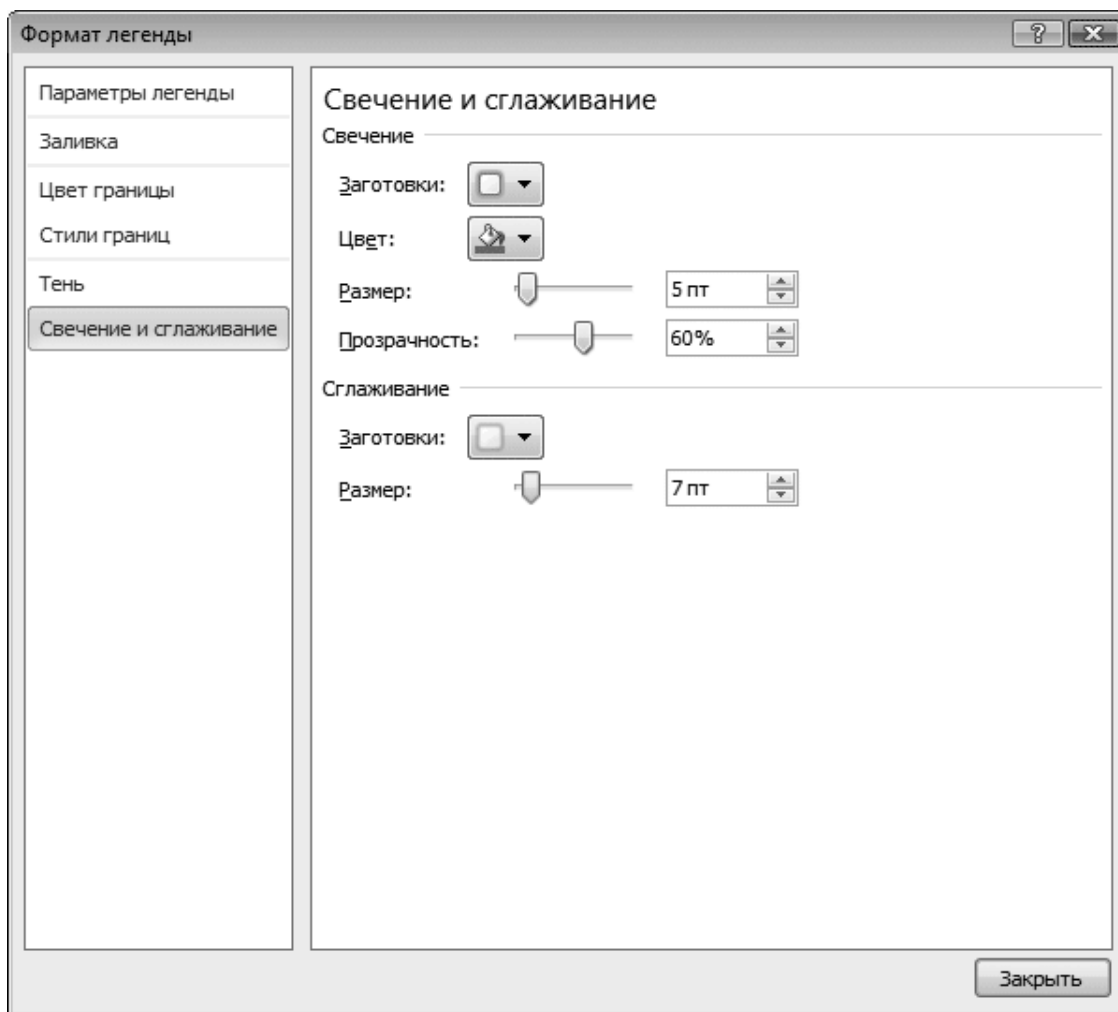 Формат легенды
Параметры легенды
Заливка
Цвет границы
Стили границ
Тень
Свечение и сглаживание
Свечение и сглаживание
Свечение
Заготовки:
Цвет:
Размер: 5 пт
Прозрачность: 60%
Сглаживание
Заготовки:
Размер: 7 пт
Закрыть